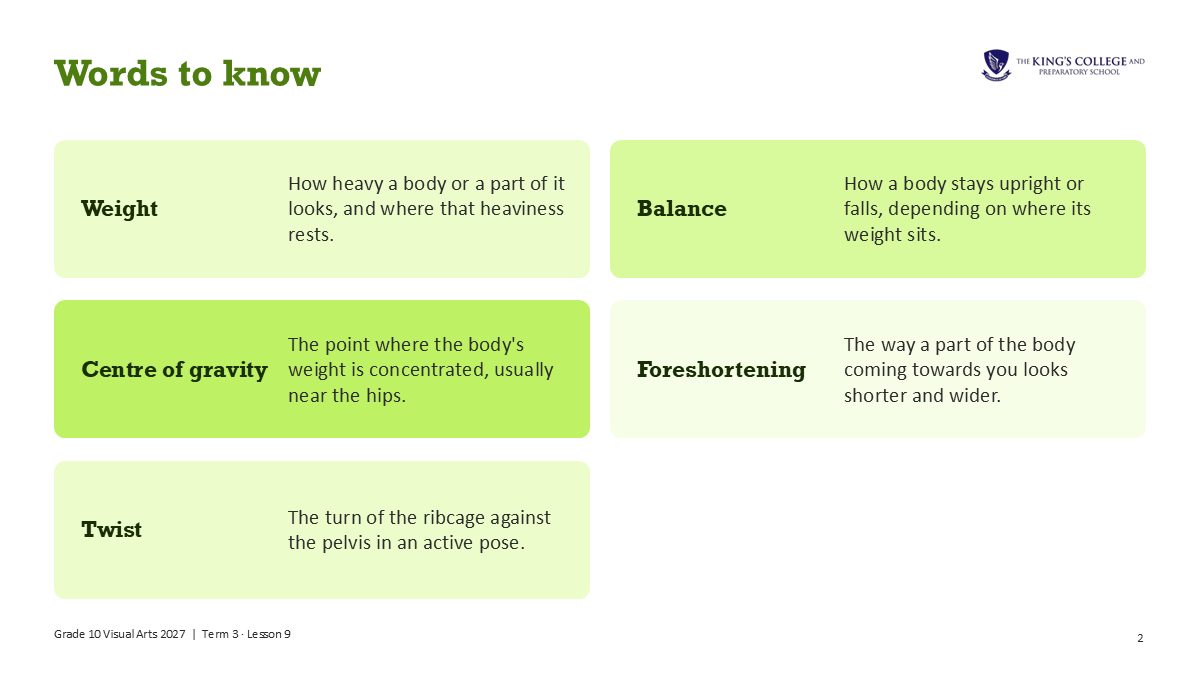 Words to know
THE KING'S COLLEGE AND
PREPARATORY SCHOOL
Weight
How heavy a body or a part of it
looks, and where that heaviness
rests.
Balance
How a body stays upright or
falls, depending on where its
weight sits.
Centre of gravity
The point where the body's
weight is concentrated, usually
near the hips.
Foreshortening
The way a part of the body
coming towards you looks
shorter and wider.
Twist
The turn of the ribcage against
the pelvis in an active pose.
Grade 10 Visual Arts 2027 | Term 3 · Lesson 9
2